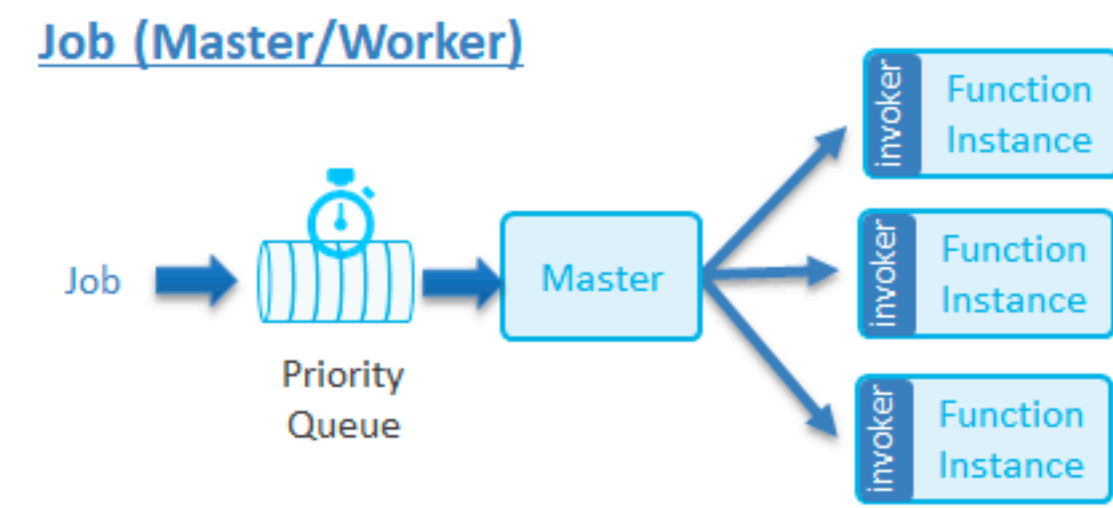 Job (Master/Worker)
invoker
Function
Instance
Job
Priority
Queue
Master
invoker
Function
Instance
invoker
Function
Instance